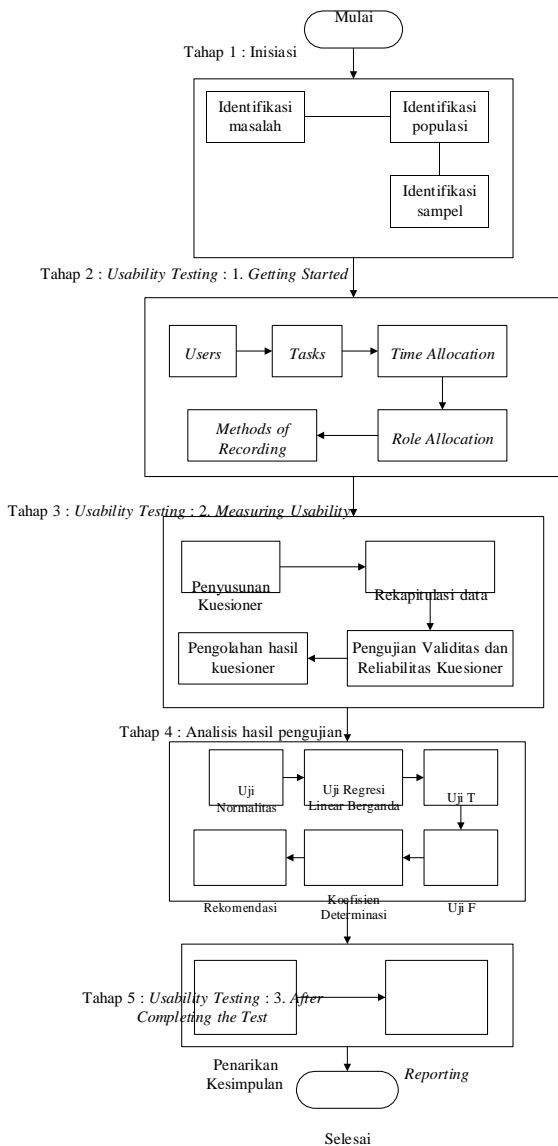 Mulai
Tahap 1 : Inisiasi
Identifikasi
masalah
Identifikasi
populasi
Identifikasi
sampel
Tahap 2 : Usability Testing : 1. Getting Started
Users
Tasks
Time Allocation
Methods of
Recording
Role Allocation
Tahap 3 : Usability Testing : 2. Measuring Usability
Penyusunan
Kuesioner
Rekapitulasi data
Pengolahan hasil
kuesioner
Pengujian Validitas dan
Reliabilitas Kuesioner
Tahap 4 : Analisis hasil pengujian
Uji
Normalitas
Uji Regresi
Linear Berganda
Uji T
Rekomendasi
Koefisien
Determinasi
Uji F
Tahap 5 : Usability Testing : 3. After
Completing the Test
Penarikan
Kesimpulan
Reporting
Selesai